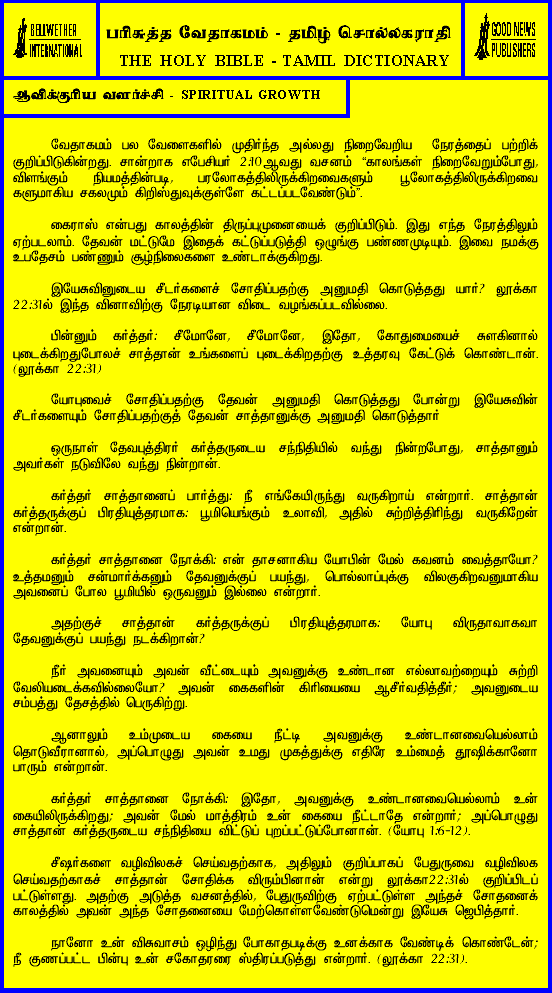 BELLWETHER
INTERNATIONAL
பரிசுத்த வேதாகமம் - தமிழ் சொல்லகராதி
THE HOLY BIBLE - TAMIL DICTIONARY
GOOD NEWS
PUBLISHERS
ஆவிக்குரிய வளர்ச்சி - SPIRITUAL GROWTH
வேதாகமம் பல வேளைகளில் முதிர்ந்த அல்லது நிறைவேறிய நேரத்தைப் பற்றிக்
குறிப்பிடுகின்றது. சான்றாக எபேசியர் 2:10ஆவது வசனம் “காலங்கள் நிறைவேறும்போது,
விளங்கும் நியமத்தின்படி, பரலோகத்திலிருக்கிறவைகளும் பூலோகத்திலிருக்கிறவை
களுமாகிய சகலமும் கிறிஸ்துவுக்குள்ளே கட்டப்படவேண்டும்”.
கைராஸ் என்பது காலத்தின் திருப்புமுனையைக் குறிப்பிடும். இது எந்த நேரத்திலும்
ஏற்படலாம். தேவன் மட்டுமே இதைக் கட்டுப்படுத்தி ஒழுங்கு பண்ணமுடியும். இவை நமக்கு
உபதேசம் பண்ணும் சூழ்நிலைகளை உண்டாக்குகிறது.
இயேசுவினுடைய சீடர்களைச் சோதிப்பதற்கு அனுமதி கொடுத்தது யார்? லூக்கா
22:31ல் இந்த வினாவிற்கு நேரடியான விடை வழங்கப்படவில்லை.
பின்னும் கர்த்தர்: சீமோனே, சீமோனே, இதோ, கோதுமையைச் சுளகினால்
புடைக்கிறதுபோலச் சாத்தான் உங்களைப் புடைக்கிறதற்கு உத்தரவு கேட்டுக் கொண்டான்.
(லூக்கா 22:31)
யோபுவைச் சோதிப்பதற்கு தேவன் அனுமதி கொடுத்தது போன்று இயேசுவின்
சீடர்களையும் சோதிப்பதற்குத் தேவன் சாத்தானுக்கு அனுமதி கொடுத்தார்
ஒருநாள் தேவபுத்திரர் கர்த்தருடைய சந்நிதியில் வந்து நின்றபோது, சாத்தானும்
அவர்கள் நடுவிலே வந்து நின்றான்.
கர்த்தர் சாத்தானைப் பார்த்து: நீ எங்கேயிருந்து வருகிறாய் என்றார். சாத்தான்
கர்த்தருக்குப் பிரதியுத்தரமாக: பூமியெங்கும் உலாவி, அதில் சுற்றித்திரிந்து வருகிறேன்
என்றான்.
கர்த்தர் சாத்தானை நோக்கி: என் தாசனாகிய யோபின் மேல் கவனம் வைத்தாயோ?
உத்தமனும் சன்மார்க்கனும் தேவனுக்குப் பயந்து, பொல்லாப்புக்கு விலகுகிறவனுமாகிய
அவனைப் போல பூமியில் ஒருவனும் இல்லை என்றார்.
அதற்குச் சாத்தான் கர்த்தருக்குப் பிரதியுத்தரமாக: யோபு விருதாவாகவா
தேவனுக்குப் பயந்து நடக்கிறான்?
நீர் அவனையும் அவன் வீட்டையும் அவனுக்கு உண்டான எல்லாவற்றையும் சுற்றி
வேலியடைக்கவில்லையோ? அவன் கைகளின் கிரியையை ஆசீர்வதித்தீர்; அவனுடைய
சம்பத்து தேசத்தில் பெருகிற்று.
ஆனாலும் உம்முடைய கையை நீட்டி அவனுக்கு உண்டானவையெல்லாம்
தொடுவீரானால், அப்பொழுது அவன் உமது முகத்துக்கு எதிரே உம்மைத் தூஷிக்கானோ
பாரும் என்றான்.
கர்த்தர் சாத்தானை நோக்கி: இதோ, அவனுக்கு உண்டானவையெல்லாம் உன்
கையிலிருக்கிறது; அவன் மேல் மாத்திரம் உன் கையை நீட்டாதே என்றார்; அப்பொழுது
சாத்தான் கர்த்தருடைய சந்நிதியை விட்டுப் புறப்பட்டுப்போனான். (யோபு 1:6-12).
சீஷர்களை வழிவிலகச் செய்வதற்காக, அதிலும் குறிப்பாகப் பேதுருவை வழிவிலக
செய்வதற்காகச் சாத்தான் சோதிக்க விரும்பினான் என்று லூக்கா22:31ல் குறிப்பிடப்
பட்டுள்ளது. அதற்கு அடுத்த வசனத்தில், பேதுருவிற்கு ஏற்பட்டுள்ள அந்தச் சோதனைக்
காலத்தில் அவன் அந்த சோதனையை மேற்கொள்ளவேண்டுமென்று இயேசு ஜெபித்தார்.
நானோ உன் விசுவாசம் ஒழிந்து போகாதபடிக்கு உனக்காக வேண்டிக் கொண்டேன்;
நீ குணப்பட்ட பின்பு உன் சகோதரரை ஸ்திரப்படுத்து என்றார். (லூக்கா 22:31).